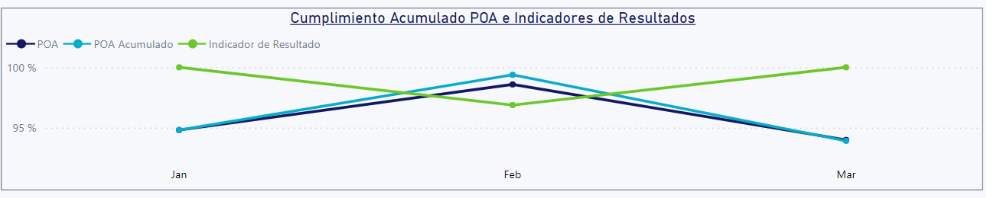 Cumplimiento Acumulado POA e Indicadores de Resultados
POA POA Acumulado Indicador de Resultado
100 %
95 %
Jan Feb Mar